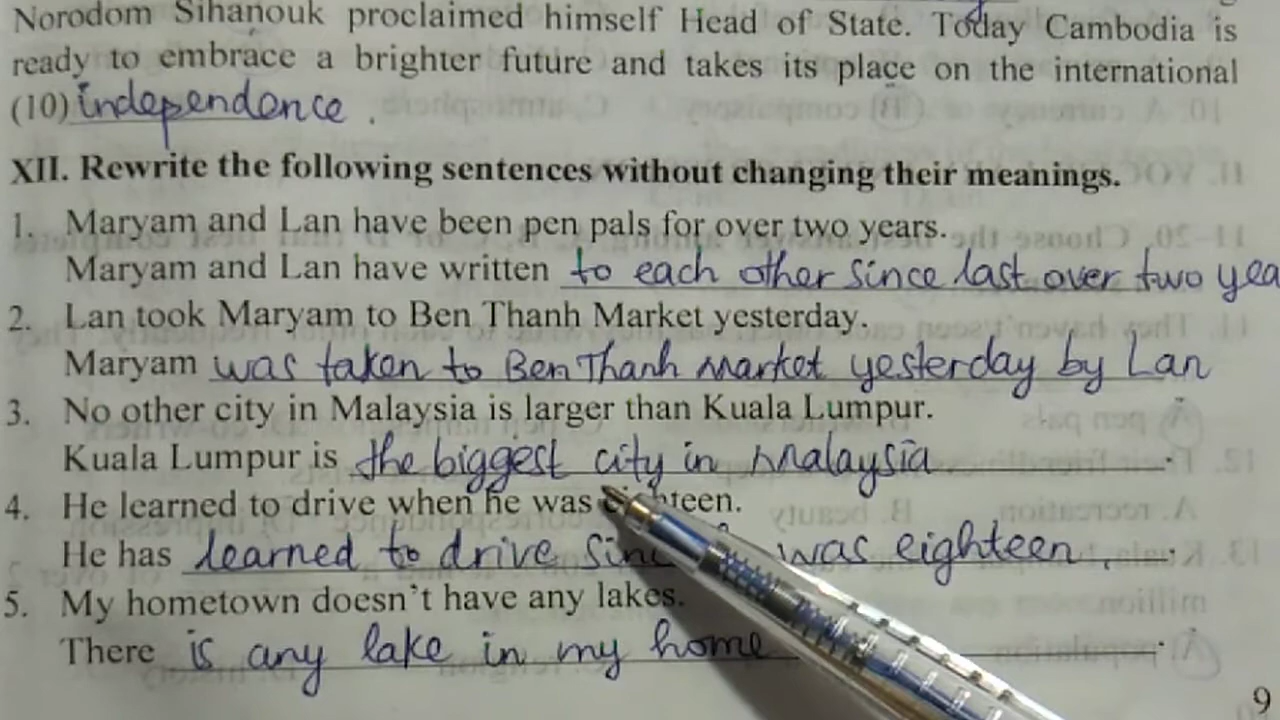 Norodom Sihanouk proclaimed himself Head of State. Today Cambodia is
ready to embrace a brighter future and takes its place on the international
(10) independence .
XII. Rewrite the following sentences without changing their meanings.
1. Maryam and Lan have been pen pals for over two years.
Maryam and Lan have written to each other since last over two yea
2. Lan took Maryam to Ben Thanh Market yesterday.
Maryam was taken to Ben Thanh Market yesterday by Lan
3. No other city in Malaysia is larger than Kuala Lumpur.
Kuala Lumpur is the biggest city in Malaysia .
4. He learned to drive when he was eighteen.
He has learned to drive since was eighteen. .
5. My hometown doesn't have any lakes.
There is any lake in my home .
9